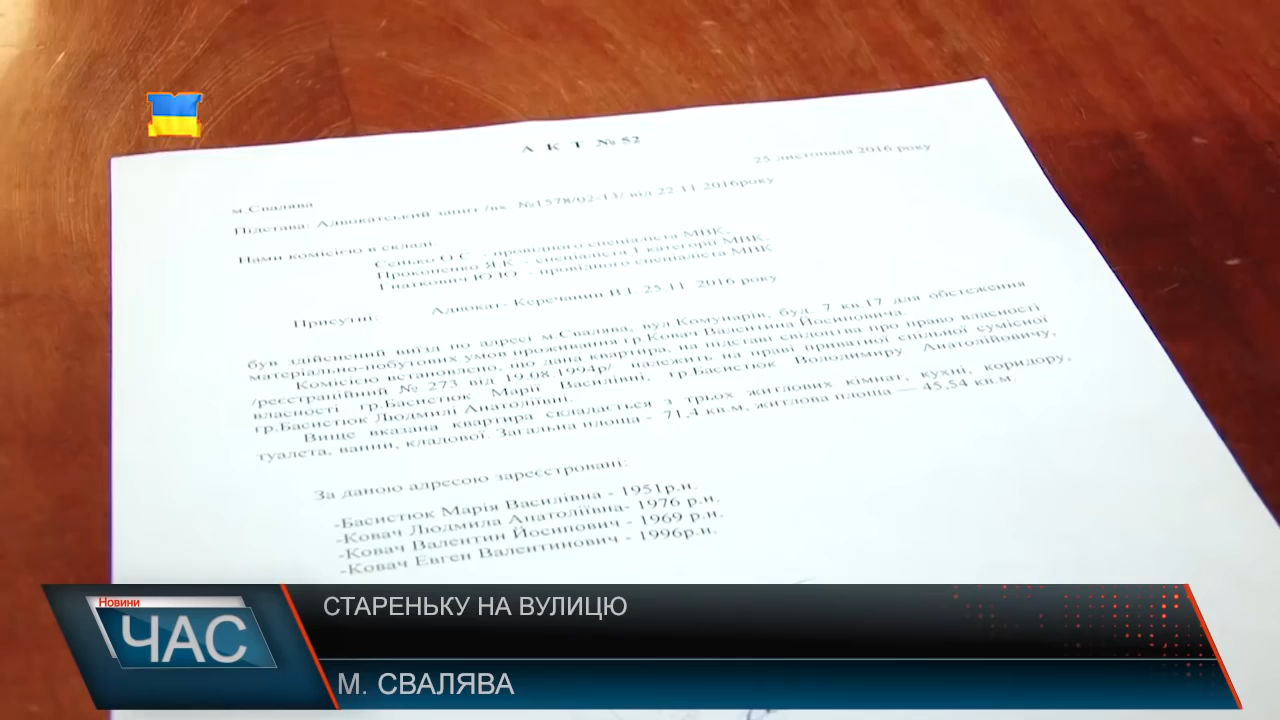 А К Т № 52
25 листопада 2016 року
м.Свалява
Підстава: Адвокатський запит /вх №1578/02-13/ від 22.11.2016року
Нами комісією в складі:
Сенько О.С. - провідного спеціаліста МВК,
Прокопенко Я.К. - спеціаліста І категорії МВК,
Гнаткович Ю.Ю. - провідного спеціаліста МВК
Присутні: Адвокат- Керечанин В.І. 25.11. 2016 року
був здійснений виїзд по адресі м.Свалява, вул.Комунарів, буд. 7 кв.17 для обстеження
матеріально-побутових умов проживання гр.Ковач Валентина Йосиповича.
Комісією встановлено, що дана квартира, на підставі свідоцтва про право власності
/реєстраційний № 273 від 19.08.1994р/ належить на праві приватної спільної сумісної
власності гр.Басистюк Марії Василівні, гр.Басистюк Володимиру Анатолійовичу,
гр.Басистюк Людмилі Анатоліївні.
Вище вказана квартира складається з трьох житлових кімнат, кухні, коридору,
туалета, ванни, кладової. Загальна площа - 71,4 кв.м, житлова площа — 45,54 кв.м.
За даною адресою зареєстровані:
-Басистюк Марія Василівна - 1951р.н.
-Ковач Людмила Анатоліївна- 1976 р.н.
-Ковач Валентин Йосипович - 1969 р.н.
-Ковач Евген Валентинович - 1996р.н.
Новини
ЧАС
СТАРЕНЬКУ НА ВУЛИЦЮ
М. СВАЛЯВА